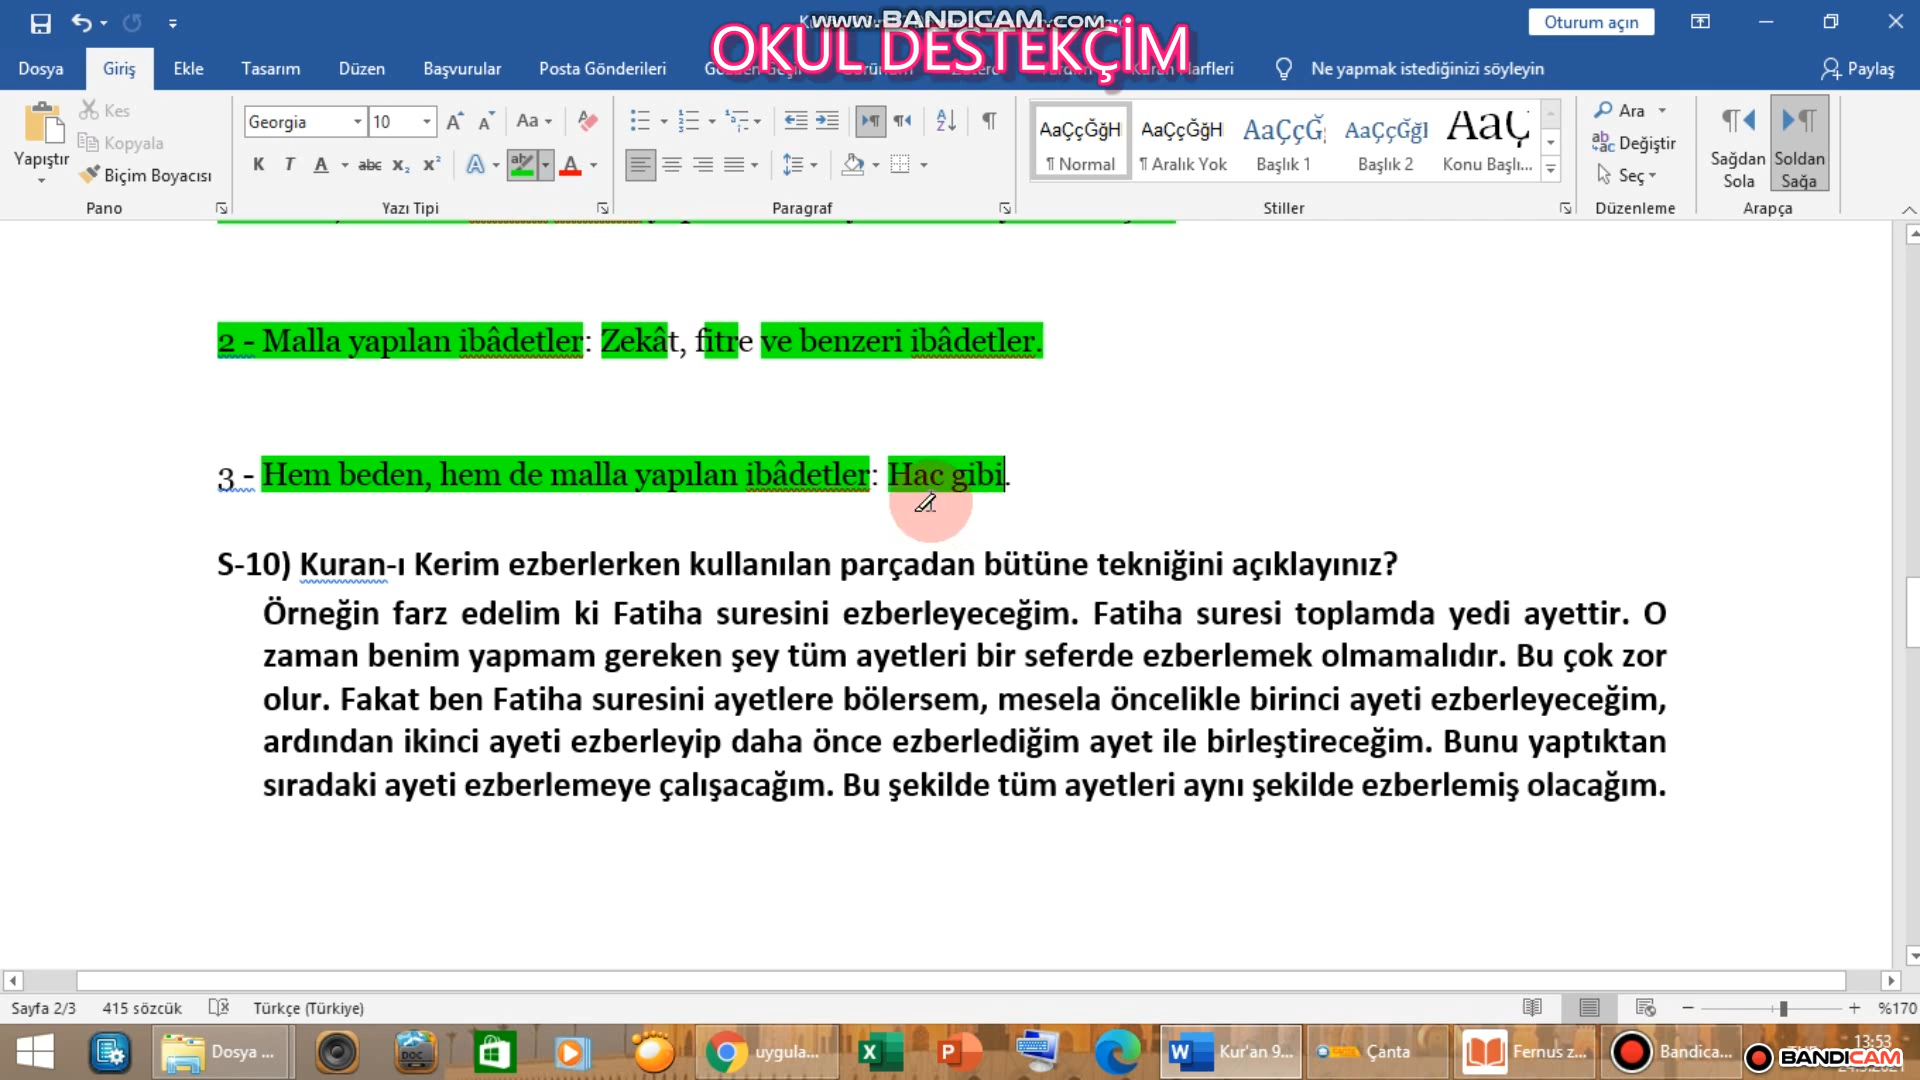 www.BANDICAM.com
OKUL DESTEKÇİM
Oturum açın
Dosya Giriş Ekle Tasarım Düzen Başvurular Posta Gönderileri Ne yapmak istediğinizi söyleyin Paylaş
Yapıştır
Kes
Kopyala
Biçim Boyacısı
Pano
Georgia 10
Yazı Tipi
Paragraf
AaÇçĞğH AaÇçĞğH AaÇçĞ AaÇçĞğI AaÇ
¶ Normal ¶ Aralık Yok Başlık 1 Başlık 2 Konu Başlı...
Stiller
Ara
Değiştir
Seç
Düzenleme
Sağdan Sola
Soldan Sağa
Arapça
2 - Malla yapılan ibâdetler: Zekât, fitre ve benzeri ibâdetler.
3 - Hem beden, hem de malla yapılan ibâdetler: Hac gibi.
S-10) Kuran-ı Kerim ezberlerken kullanılan parçadan bütüne tekniğini açıklayınız?
Örneğin farz edelim ki Fatiha suresini ezberleyeceğim. Fatiha suresi toplamda yedi ayettir. O
zaman benim yapmam gereken şey tüm ayetleri bir seferde ezberlemek olmamalıdır. Bu çok zor
olur. Fakat ben Fatiha suresini ayetlere bölersem, mesela öncelikle birinci ayeti ezberleyeceğim,
ardından ikinci ayeti ezberleyip daha önce ezberlediğim ayet ile birleştireceğim. Bunu yaptıktan
sıradaki ayeti ezberlemeye çalışacağım. Bu şekilde tüm ayetleri aynı şekilde ezberlemiş olacağım.
Sayfa 2/3 415 sözcük Türkçe (Türkiye) %170
Dosya ... uygula... Kur'an 9... Çanta Fernus z... Bandica... 13:53
BANDICAM